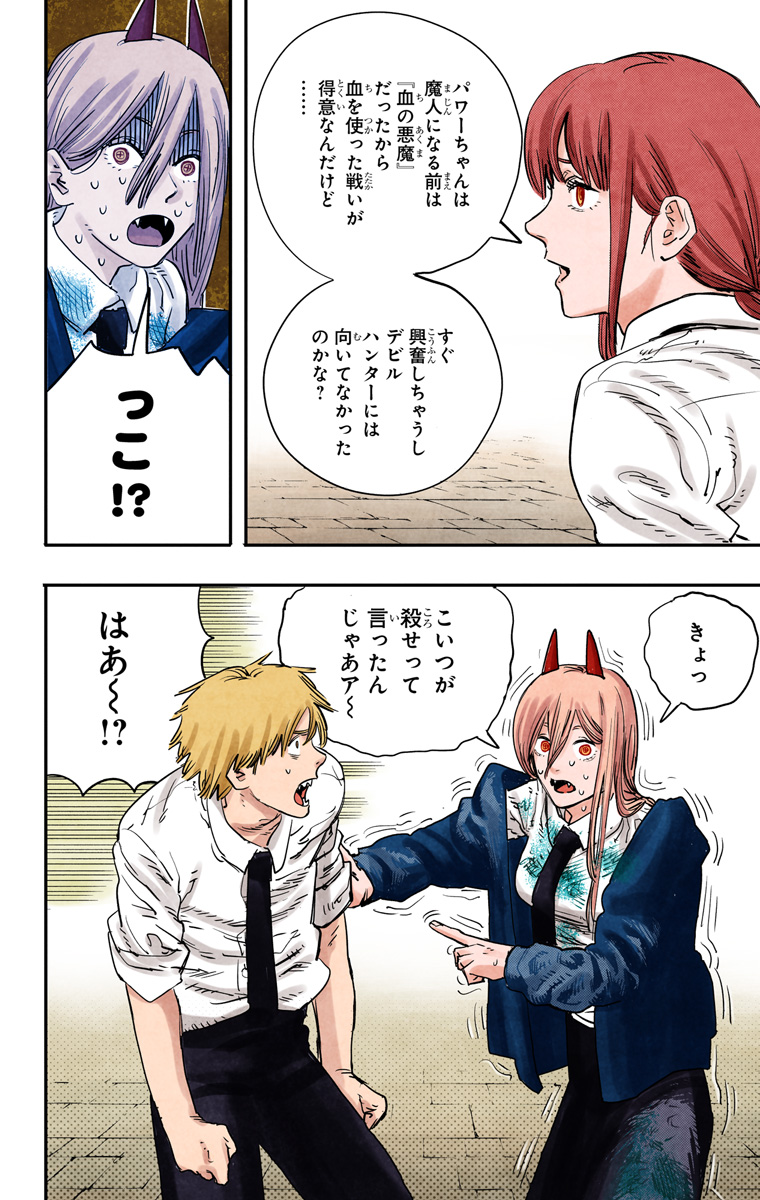 パワーちゃんは
魔人になる前は
『血の悪魔』
だったから
血を使った戦いが
得意なんだけど
……
すぐ
興奮しちゃうし
デビル
ハンターには
向いてなかった
のかな?
っこ!?
きょっ
こいつが
殺せって
言ったん
じゃあア〜
はあ〜!?